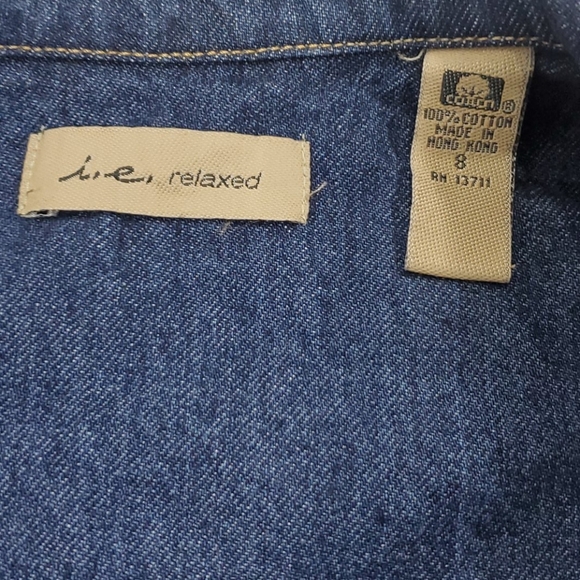 i.e. relaxed
cotton ®
100% COTTON
MADE IN
HONG KONG
8
RN 13711